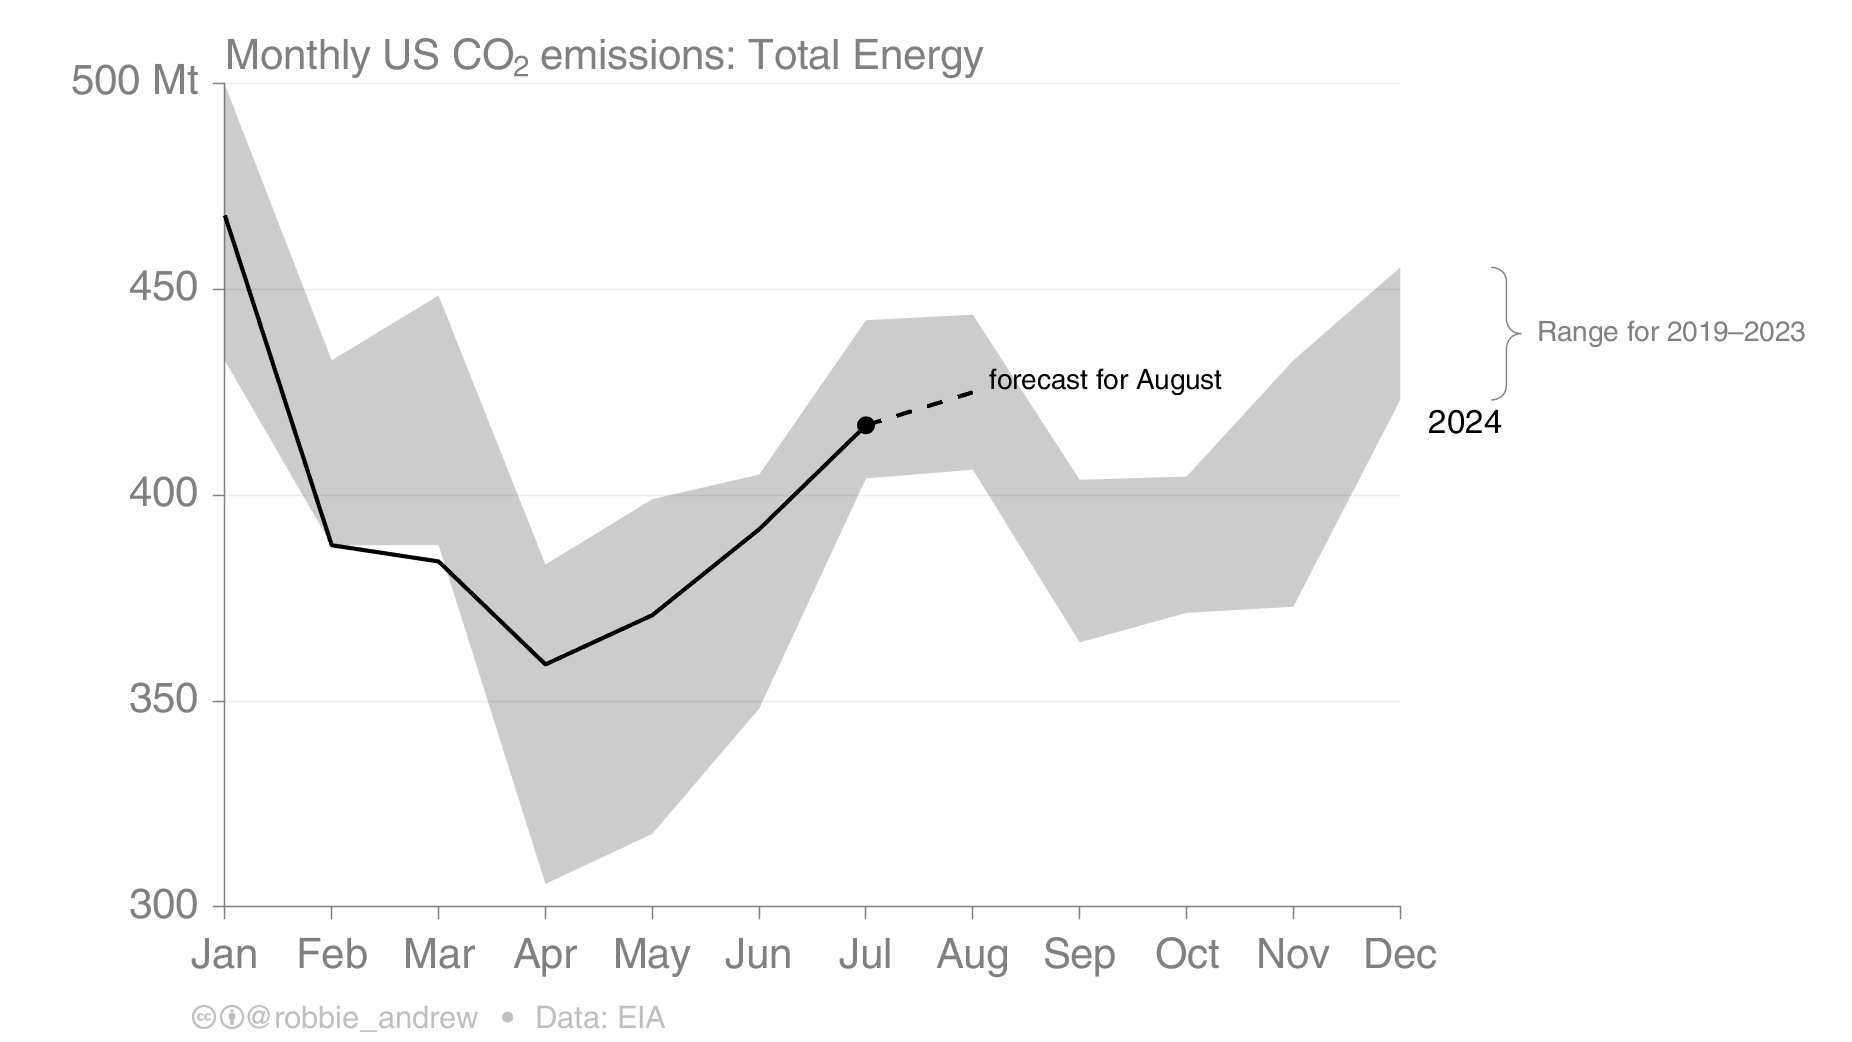 Monthly US CO₂ emissions: Total Energy
500 Mt
450
400
350
300
forecast for August
Range for 2019–2023
2024
Jan Feb Mar Apr May Jun Jul Aug Sep Oct Nov Dec
cc @robbie_andrew • Data: EIA